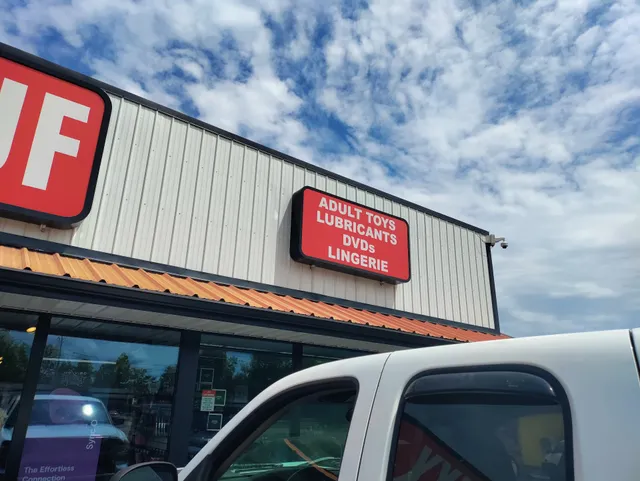 UF
ADULT TOYS
LUBRICANTS
DVDs
LINGERIE
The Effortless
Connection